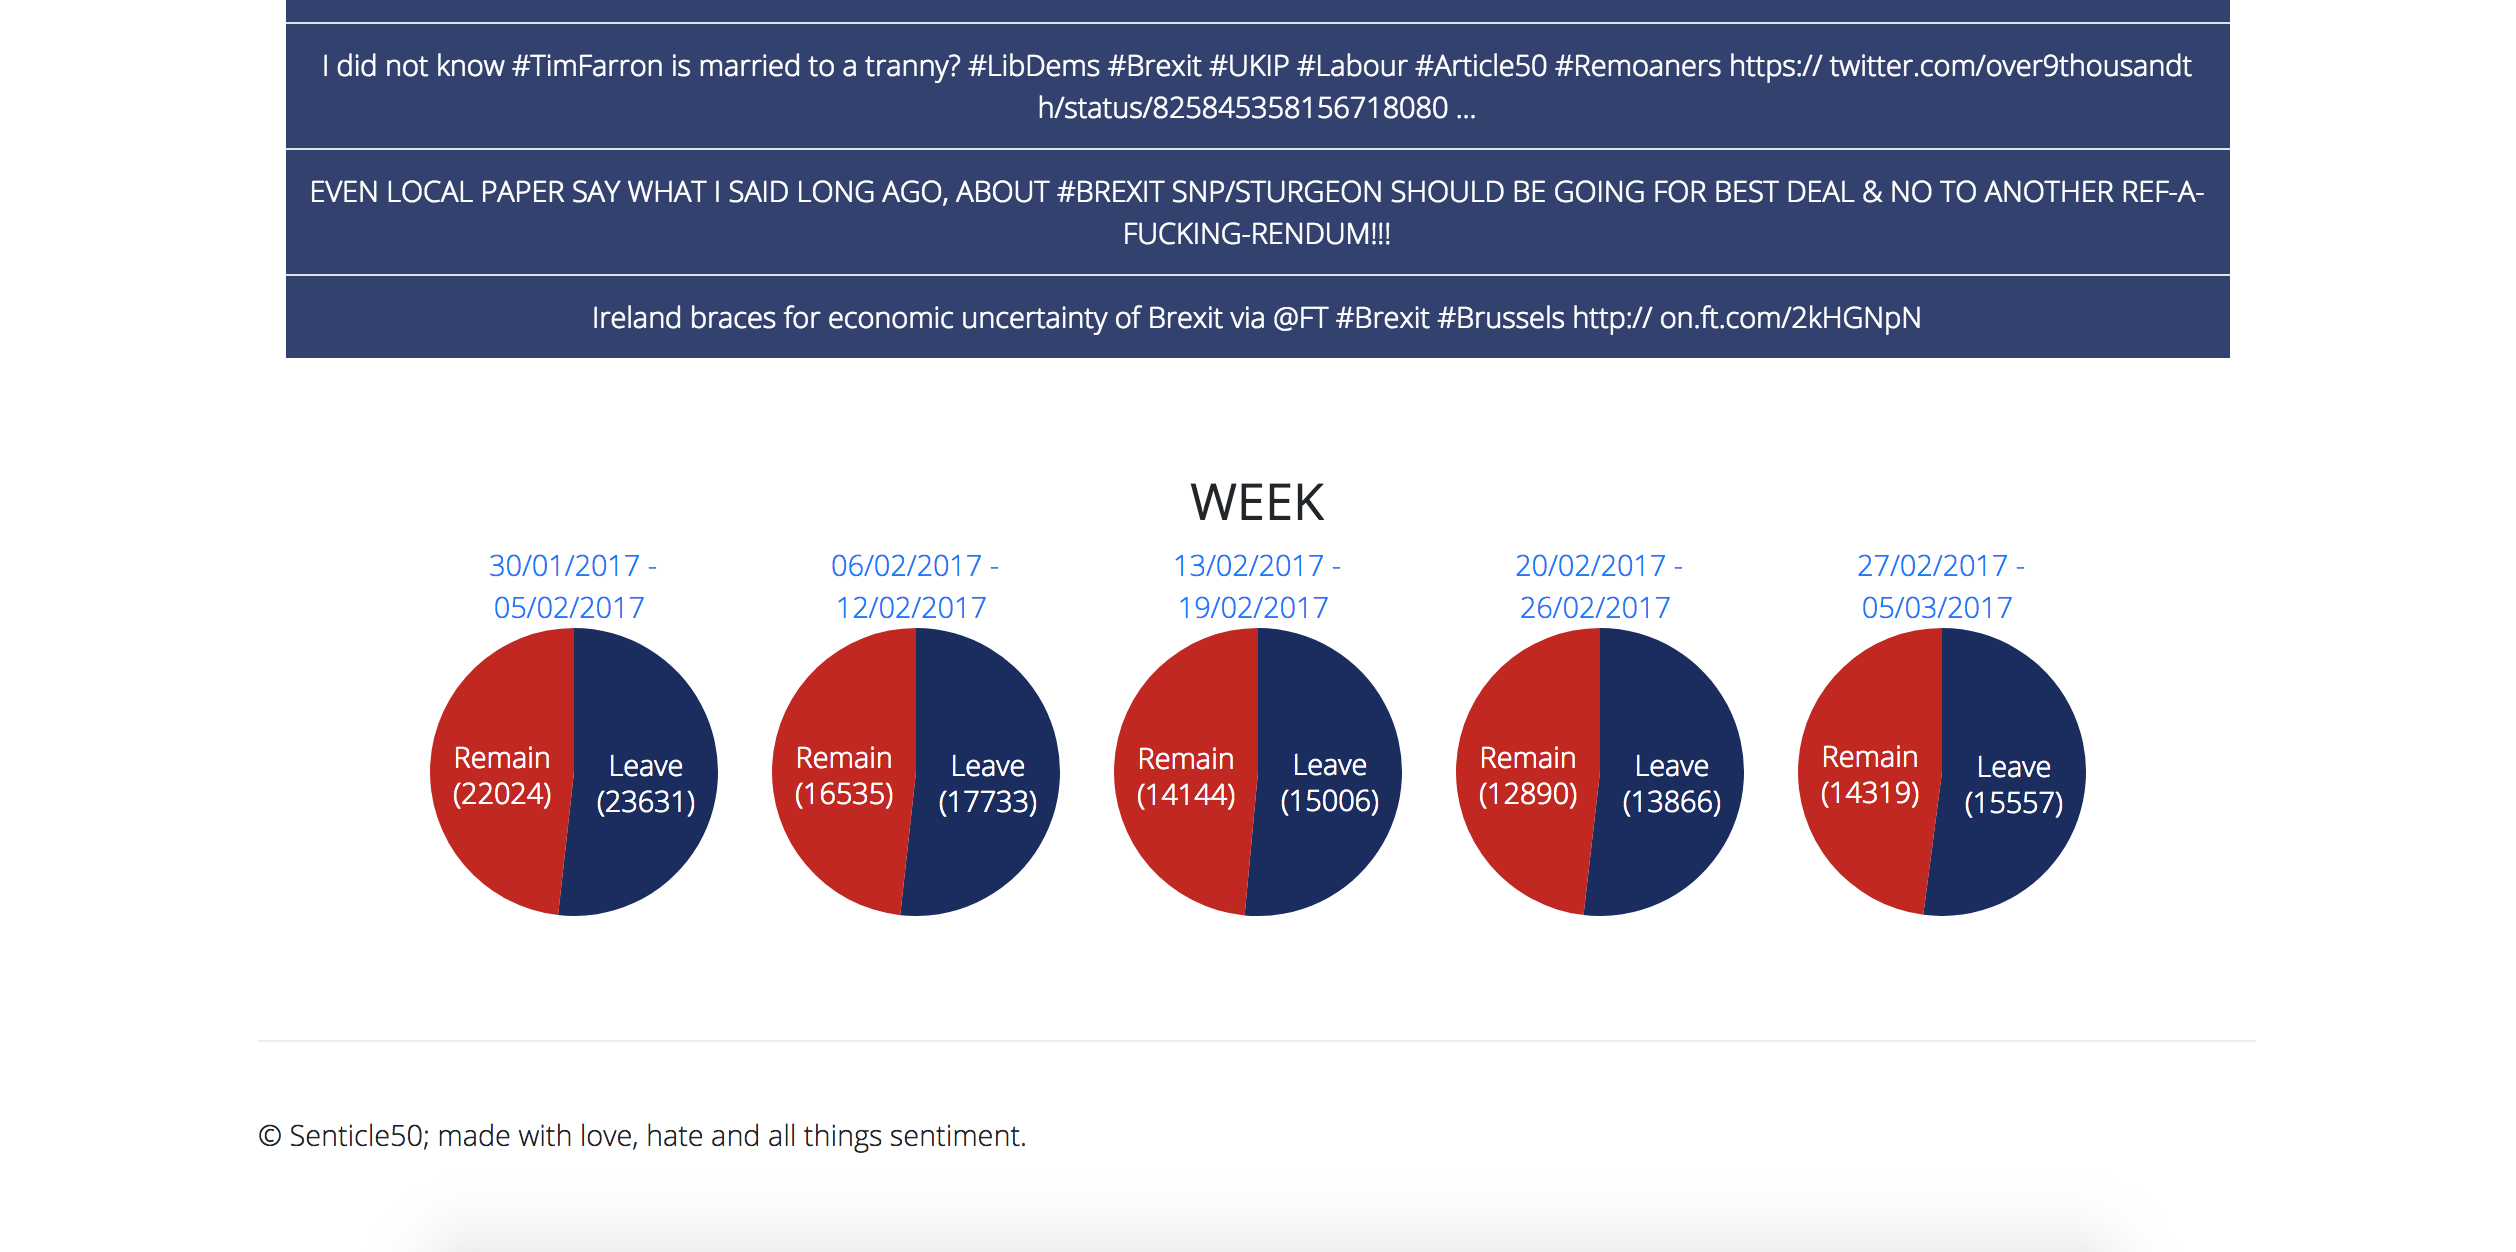 I did not know #TimFarron is married to a tranny? #LibDems #Brexit #UKIP #Labour #Article50 #Remoaners https:// twitter.com/over9thousandt
h/status/825845358156718080 ...
EVEN LOCAL PAPER SAY WHAT I SAID LONG AGO, ABOUT #BREXIT SNP/STURGEON SHOULD BE GOING FOR BEST DEAL & NO TO ANOTHER REF-A-
FUCKING-RENDUM!!!
Ireland braces for economic uncertainty of Brexit via @FT #Brexit #Brussels http:// on.ft.com/2kHGNpN
WEEK
30/01/2017 -
05/02/2017
Remain
(22024)
Leave
(23631)
06/02/2017 -
12/02/2017
Remain
(16535)
Leave
(17733)
13/02/2017 -
19/02/2017
Remain
(14144)
Leave
(15006)
20/02/2017 -
26/02/2017
Remain
(12890)
Leave
(13866)
27/02/2017 -
05/03/2017
Remain
(14319)
Leave
(15557)
© Senticle50; made with love, hate and all things sentiment.